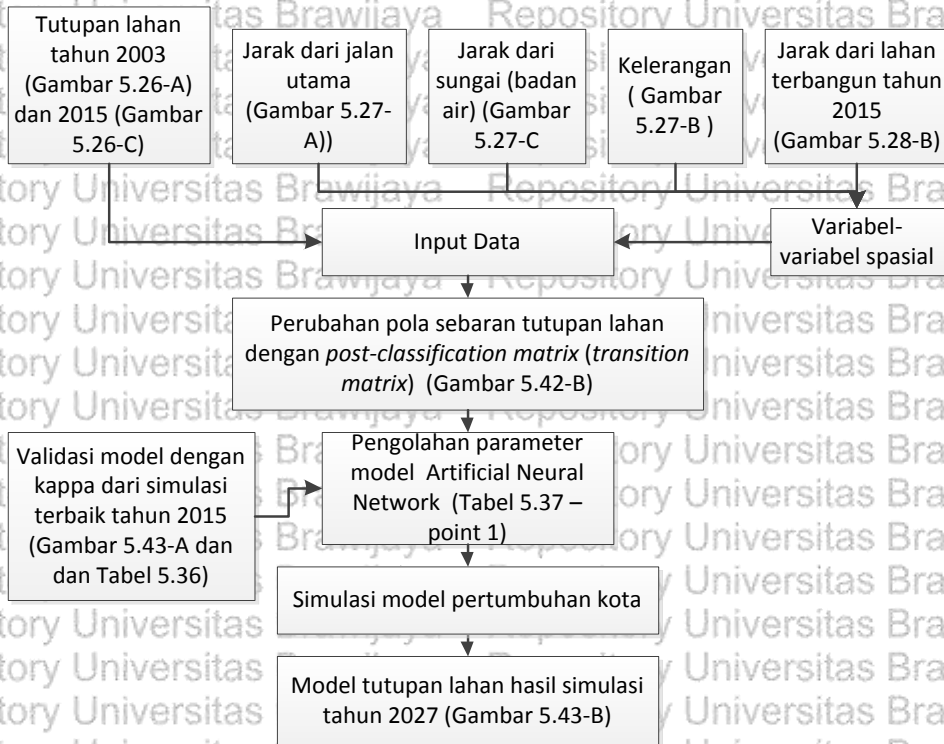 Tutupan lahan
tahun 2003
(Gambar 5.26-A)
dan 2015 (Gambar
5.26-C)
Jarak dari jalan
utama
(Gambar 5.27-
A))
Jarak dari
sungai (badan
air) (Gambar
5.27-C
Kelerangan
( Gambar
5.27-B )
Jarak dari lahan
terbangun tahun
2015
(Gambar 5.28-B)
Input Data
Variabel-
variabel spasial
Perubahan pola sebaran tutupan lahan
dengan post-classification matrix (transition
matrix) (Gambar 5.42-B)
Validasi model dengan
kappa dari simulasi
terbaik tahun 2015
(Gambar 5.43-A dan
dan Tabel 5.36)
Pengolahan parameter
model Artificial Neural
Network (Tabel 5.37 –
point 1)
Simulasi model pertumbuhan kota
Model tutupan lahan hasil simulasi
tahun 2027 (Gambar 5.43-B)